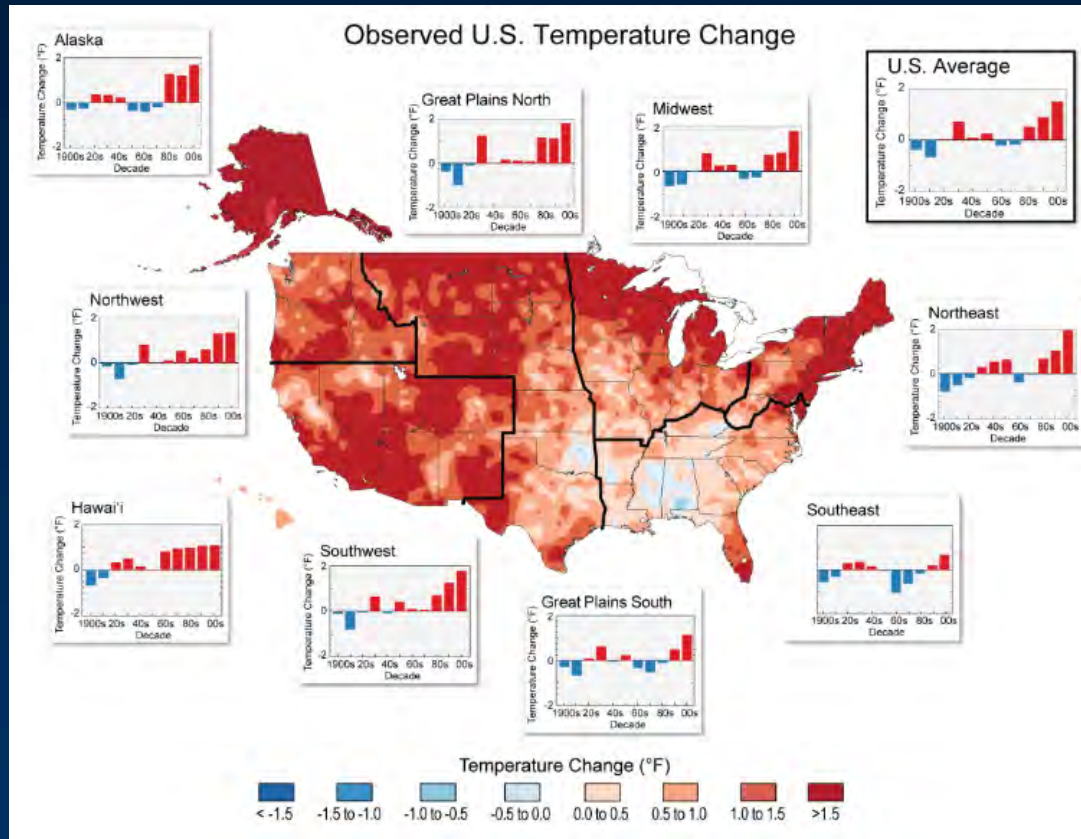 Observed U.S. Temperature Change
Alaska
Temperature Change (°F)
2
0
-2
1900s 20s 40s 60s 80s 00s
Decade
Great Plains North
Temperature Change (°F)
2
0
-2
1900s 20s 40s 60s 80s 00s
Decade
Midwest
Temperature Change (°F)
2
0
-2
1900s 20s 40s 60s 80s 00s
Decade
U.S. Average
Temperature Change (°F)
2
0
-2
1900s 20s 40s 60s 80s 00s
Decade
Northwest
Temperature Change (°F)
2
0
-2
1900s 20s 40s 60s 80s 00s
Decade
Northeast
Temperature Change (°F)
2
0
-2
1900s 20s 40s 60s 80s 00s
Decade
Hawai'i
Temperature Change (°F)
2
0
-2
1900s 20s 40s 60s 80s 00s
Decade
Southwest
Temperature Change (°F)
2
0
-2
1900s 20s 40s 60s 80s 00s
Decade
Great Plains South
Temperature Change (°F)
2
0
-2
1900s 20s 40s 60s 80s 00s
Decade
Southeast
Temperature Change (°F)
2
0
-2
1900s 20s 40s 60s 80s 00s
Decade
Temperature Change (°F)
< -1.5 -1.5 to -1.0 -1.0 to -0.5 -0.5 to 0.0 0.0 to 0.5 0.5 to 1.0 1.0 to 1.5 >1.5